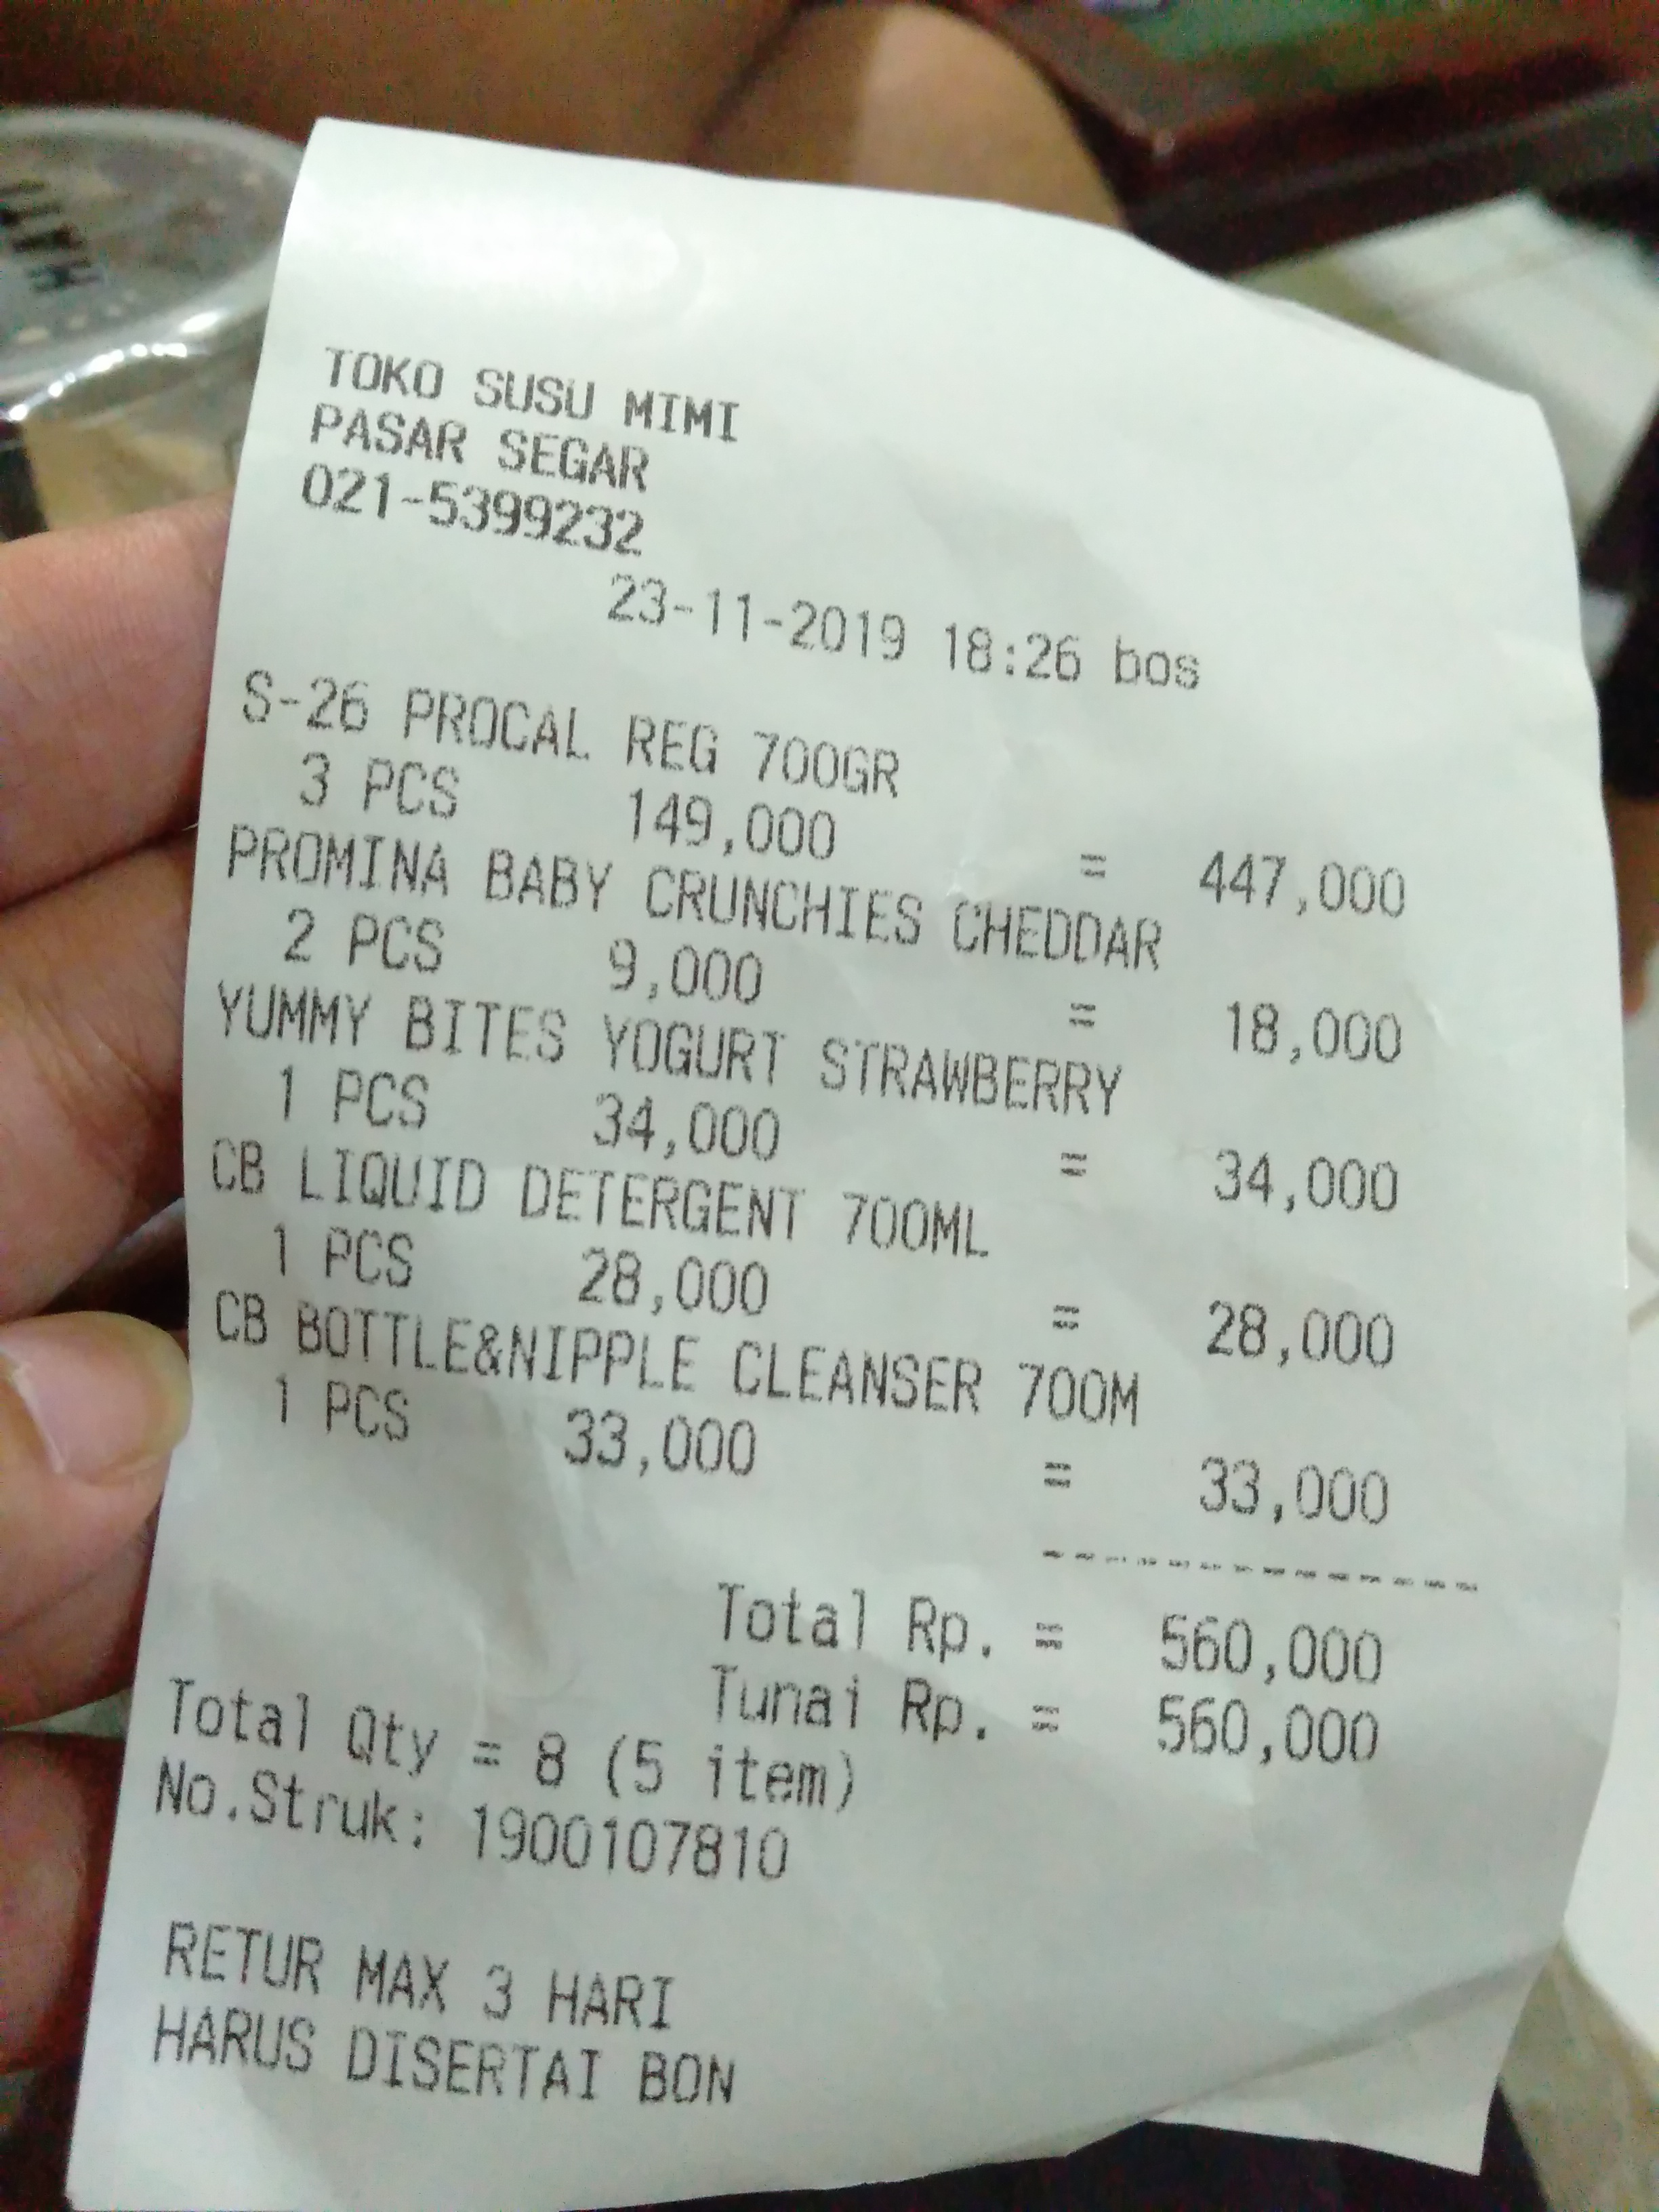 TOKO SUSU MIMI
PASAR SEGAR
021-5399232
23-11-2019 18:26 bos
S-26 PROCAL REG 700GR
3 PCS 149,000 = 447,000
PROMINA BABY CRUNCHIES CHEDDAR
2 PCS 9,000 = 18,000
YUMMY BITES YOGURT STRAWBERRY
1 PCS 34,000 = 34,000
CB LIQUID DETERGENT 700ML
1 PCS 28,000 = 28,000
CB BOTTLE&NIPPLE CLEANSER 700M
1 PCS 33,000 = 33,000
--------------
Total Rp. = 560,000
Tunai Rp. = 560,000
Total Qty = 8 (5 item)
No.Struk: 1900107810
RETUR MAX 3 HARI
HARUS DISERTAI BON